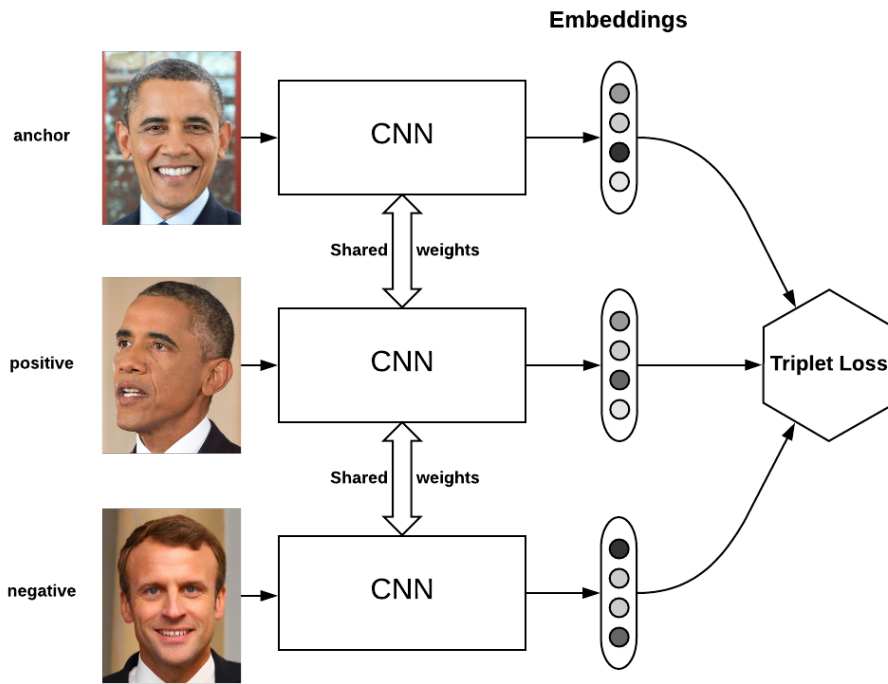 Embeddings
anchor
CNN
Shared weights
positive
CNN
Triplet Loss
Shared weights
negative
CNN